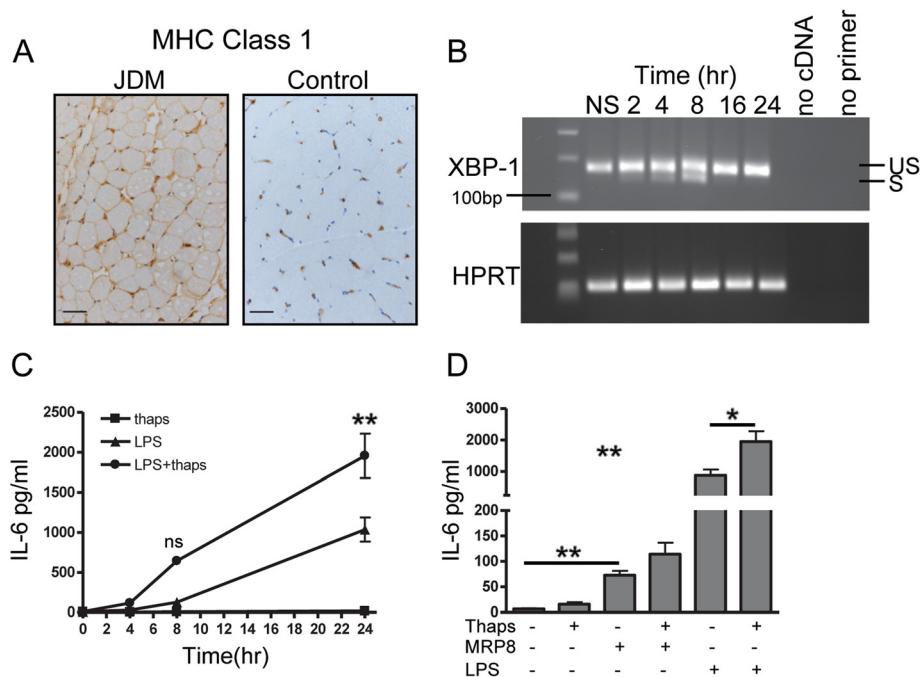 MHC Class 1
A
JDM
Control
B
Time (hr)
NS 2 4 8 16 24
no cDNA
no primer
XBP-1
US
S
100bp
HPRT
C
2500
2000
1500
1000
500
0
IL-6 pg/ml
thaps
LPS
LPS+thaps
ns
**
0 2 4 6 8 10 12 14 16 18 20 22 24
Time(hr)
D
3000
2000
1000
200
150
100
50
0
IL-6 pg/ml
**
**
*
Thaps - + - + - +
MRP8 - - + + - -
LPS - - - - + +